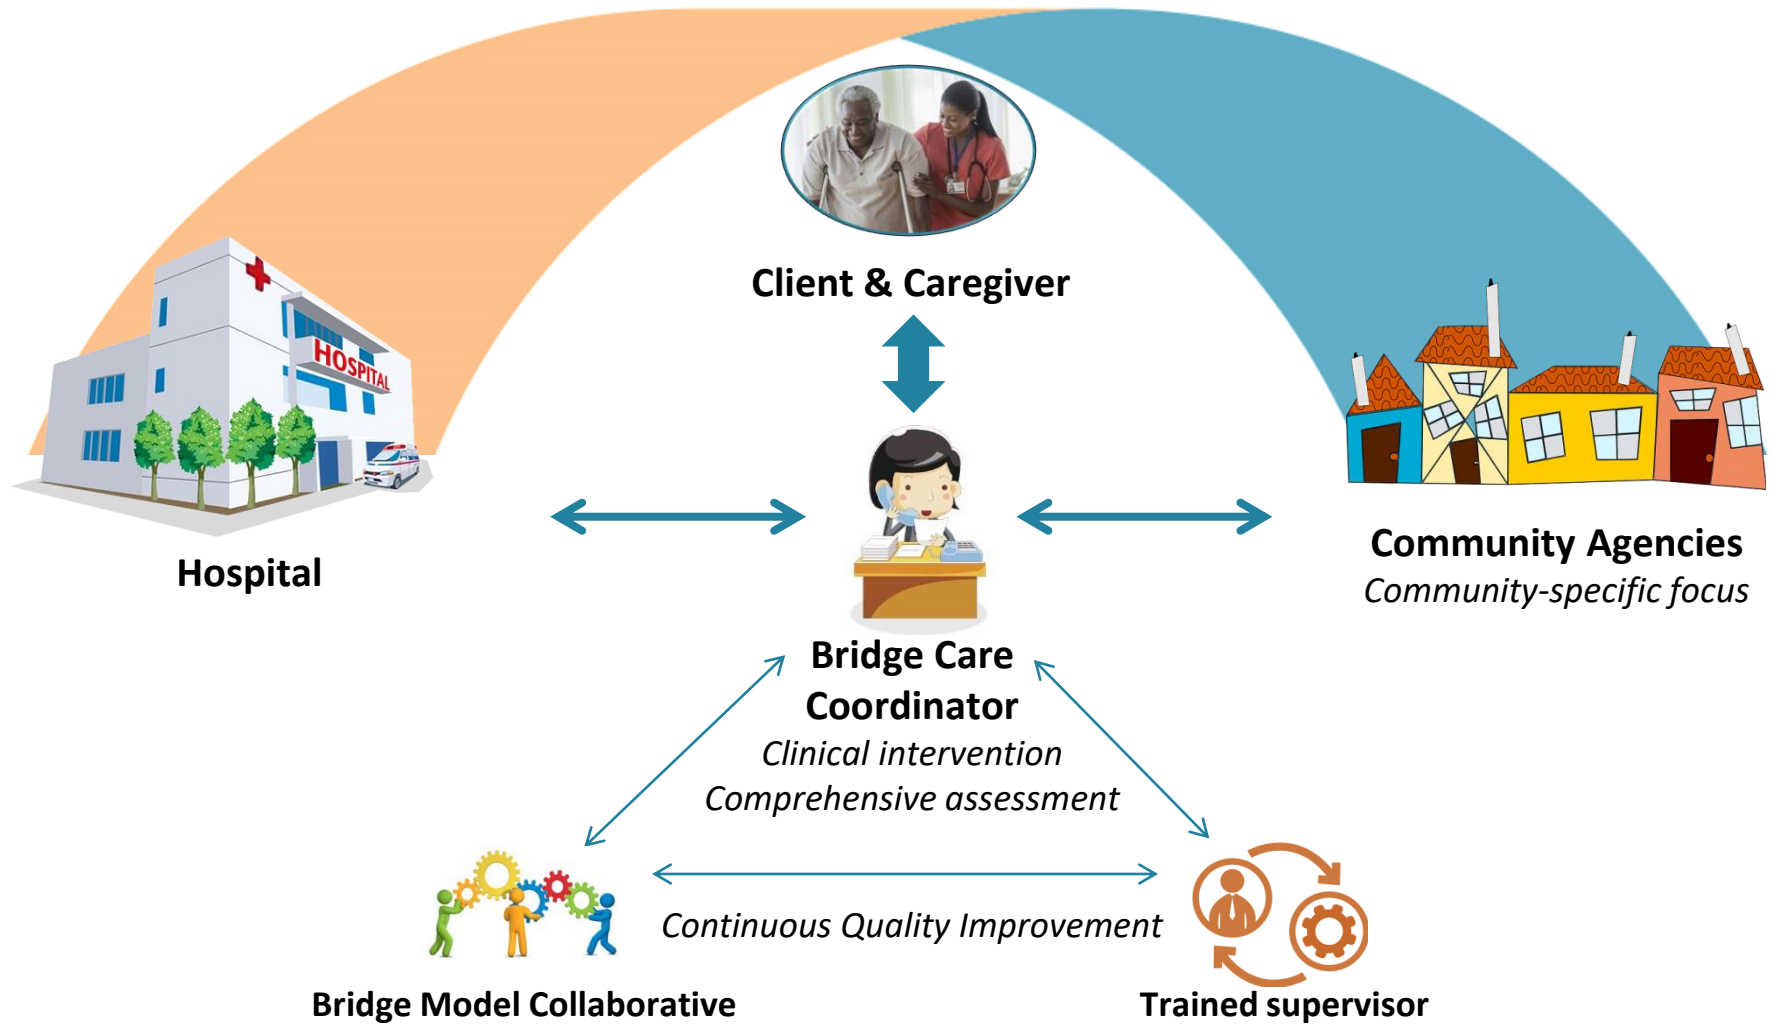 Client & Caregiver
HOSPITAL
Hospital
Community Agencies
Community-specific focus
Bridge Care
Coordinator
Clinical intervention
Comprehensive assessment
Continuous Quality Improvement
Bridge Model Collaborative
Trained supervisor